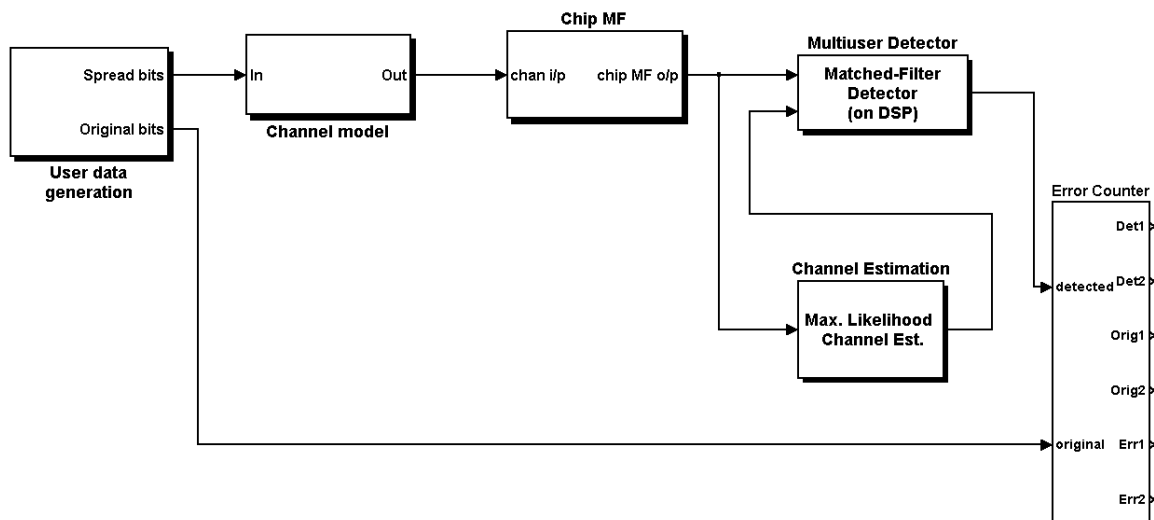 Spread bits
Original bits
User data
generation
In
Out
Channel model
Chip MF
chan i/p
chip MF o/p
Multiuser Detector
Matched-Filter
Detector
(on DSP)
Channel Estimation
Max. Likelihood
Channel Est.
Error Counter
detected
original
Det1
Det2
Orig1
Orig2
Err1
Err2